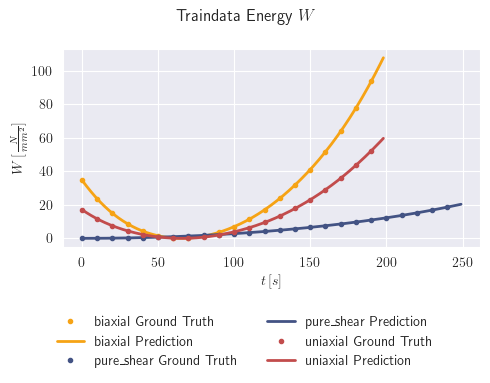 Traindata Energy W
100
80
60
40
20
0
W [N/mm²]
0 50 100 150 200 250
t [s]
biaxial Ground Truth
biaxial Prediction
pure_shear Ground Truth
pure_shear Prediction
uniaxial Ground Truth
uniaxial Prediction